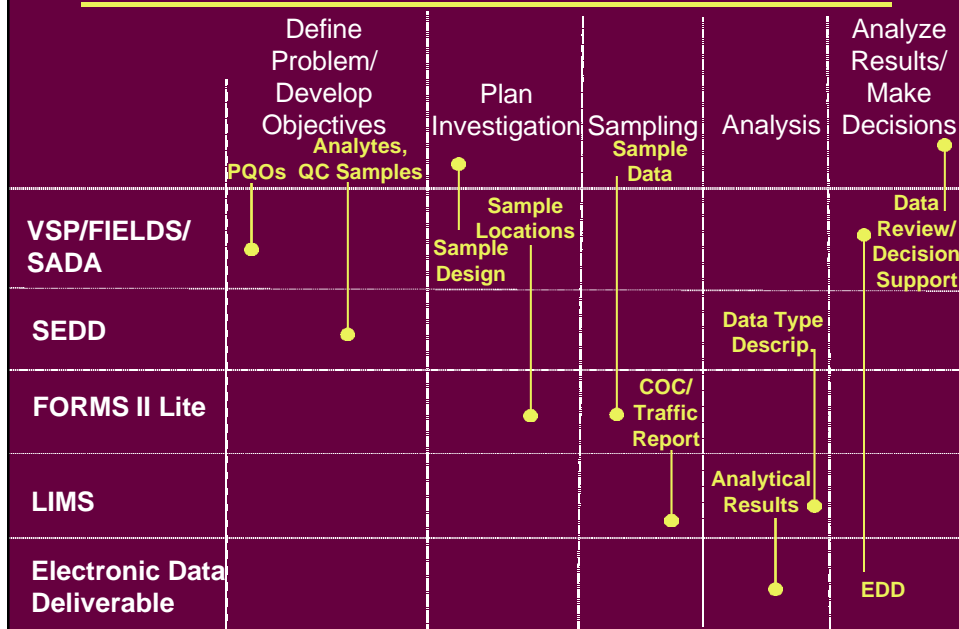 Define
Problem/
Develop
Objectives
Plan
Investigation
Sampling
Analysis
Analyze
Results/
Make
Decisions
PQOs
Analytes,
QC Samples
Sample
Data
VSP/FIELDS/
SADA
Sample
Design
Sample
Locations
Data
Review/
Decision
Support
SEDD
Data Type
Descrip.
FORMS II Lite
COC/
Traffic
Report
LIMS
Analytical
Results
Electronic Data
Deliverable
EDD